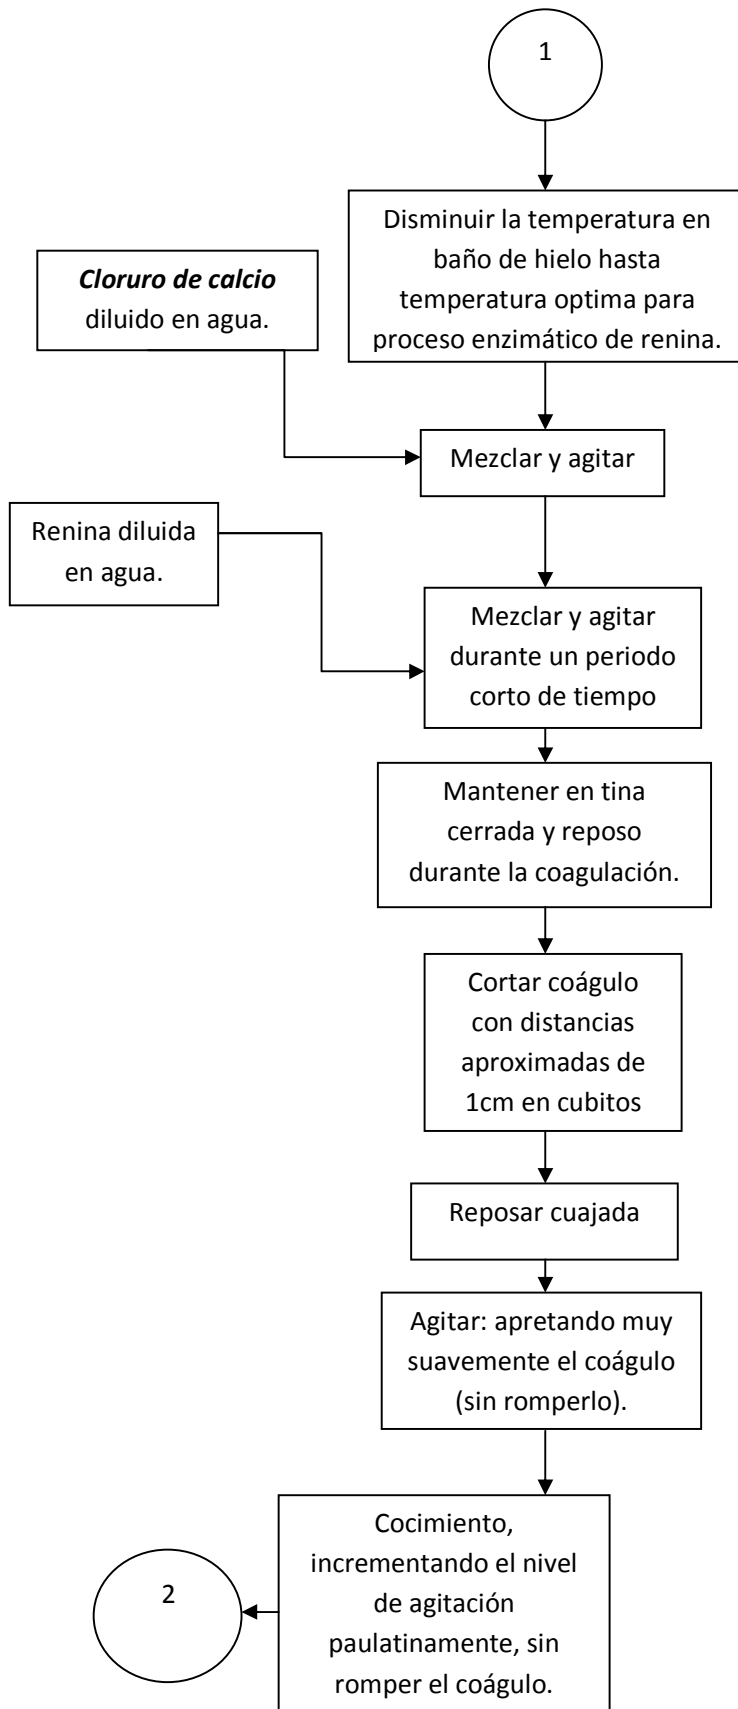 1
Disminuir la temperatura en
baño de hielo hasta
temperatura optima para
proceso enzimático de renina.
Cloruro de calcio
diluido en agua.
Mezclar y agitar
Renina diluida
en agua.
Mezclar y agitar
durante un periodo
corto de tiempo
Mantener en tina
cerrada y reposo
durante la coagulación.
Cortar coágulo
con distancias
aproximadas de
1cm en cubitos
Reposar cuajada
Agitar: apretando muy
suavemente el coágulo
(sin romperlo).
Cocimiento,
incrementando el nivel
de agitación
paulatinamente, sin
romper el coágulo.
2